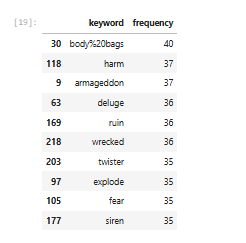 [19]:
keyword frequency
30 body%20bags 40
118 harm 37
9 armageddon 37
63 deluge 36
169 ruin 36
218 wrecked 36
203 twister 35
97 explode 35
105 fear 35
177 siren 35